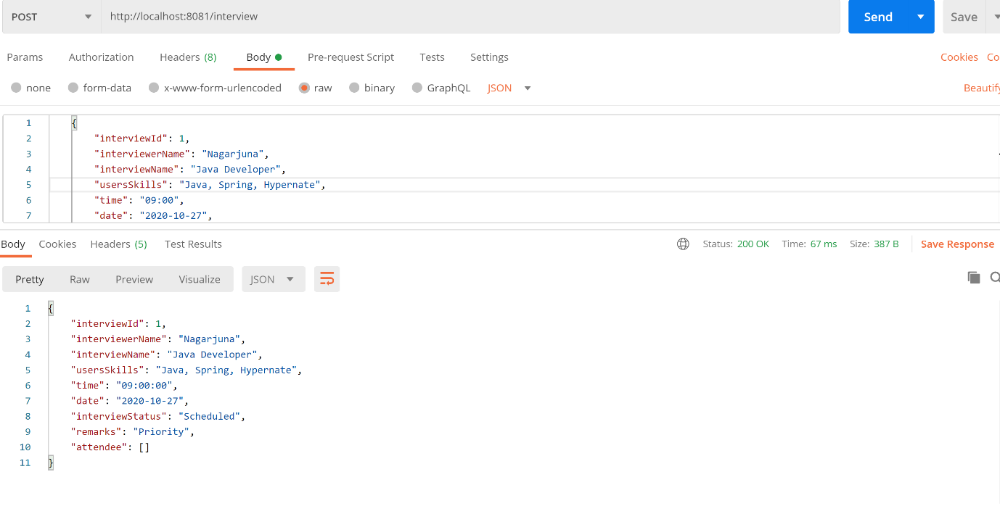 POST http://localhost:8081/interview Send Save
Params Authorization Headers (8) Body Pre-request Script Tests Settings Cookies Co
none form-data x-www-form-urlencoded raw binary GraphQL JSON Beautify
1 {
2 "interviewId": 1,
3 "interviewerName": "Nagarjuna",
4 "interviewName": "Java Developer",
5 "usersSkills": "Java, Spring, Hypernate",
6 "time": "09:00",
7 "date": "2020-10-27",
Body Cookies Headers (5) Test Results Status: 200 OK Time: 67 ms Size: 387 B Save Response
Pretty Raw Preview Visualize JSON
1 {
2 "interviewId": 1,
3 "interviewerName": "Nagarjuna",
4 "interviewName": "Java Developer",
5 "usersSkills": "Java, Spring, Hypernate",
6 "time": "09:00:00",
7 "date": "2020-10-27",
8 "interviewStatus": "Scheduled",
9 "remarks": "Priority",
10 "attendee": []
11 }